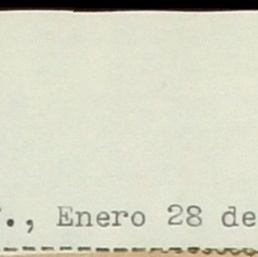 ., Enero 28 de